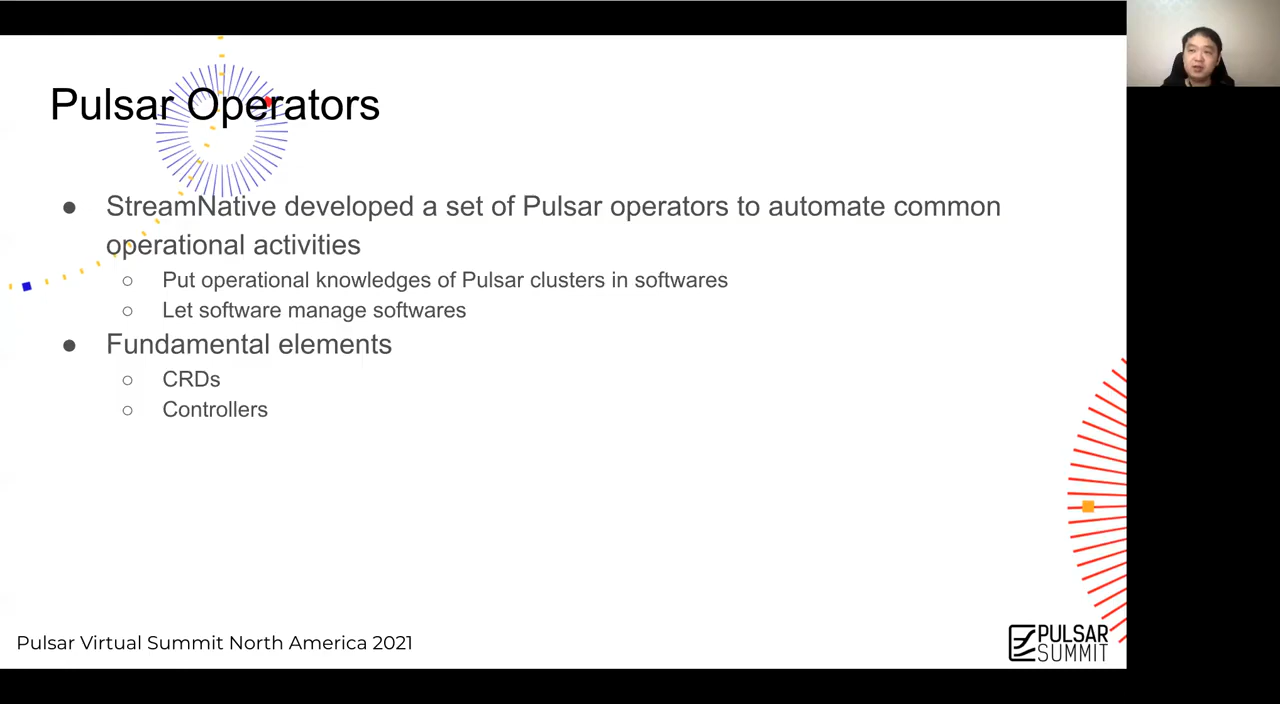 Pulsar Operators
● StreamNative developed a set of Pulsar operators to automate common
operational activities
○ Put operational knowledges of Pulsar clusters in softwares
○ Let software manage softwares
● Fundamental elements
○ CRDs
○ Controllers
Pulsar Virtual Summit North America 2021
PULSAR
SUMMIT